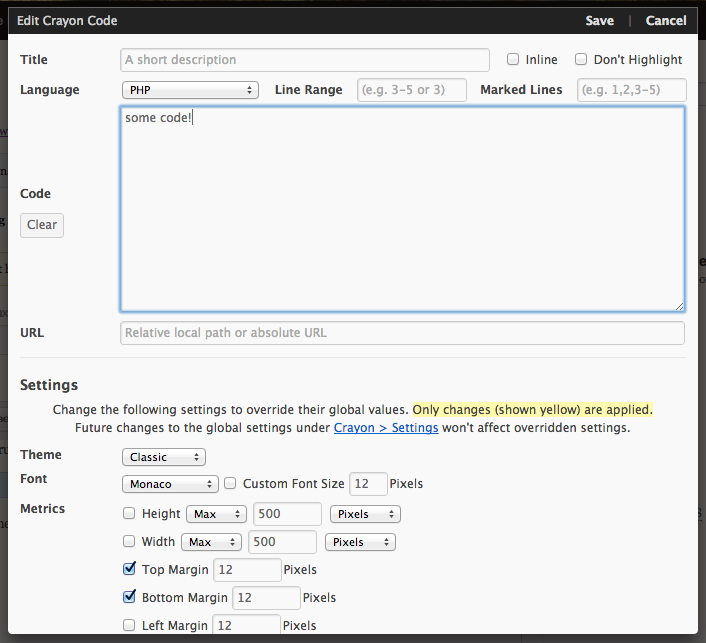 Edit Crayon Code Save | Cancel
Title A short description Inline Don't Highlight
Language PHP Line Range (e.g. 3-5 or 3) Marked Lines (e.g. 1,2,3-5)
some code!
Code
Clear
URL Relative local path or absolute URL
Settings
Change the following settings to override their global values. Only changes (shown yellow) are applied.
Future changes to the global settings under Crayon > Settings won't affect overridden settings.
Theme Classic
Font Monaco Custom Font Size 12 Pixels
Metrics Height Max 500 Pixels
Width Max 500 Pixels
Top Margin 12 Pixels
Bottom Margin 12 Pixels
Left Margin 12 Pixels